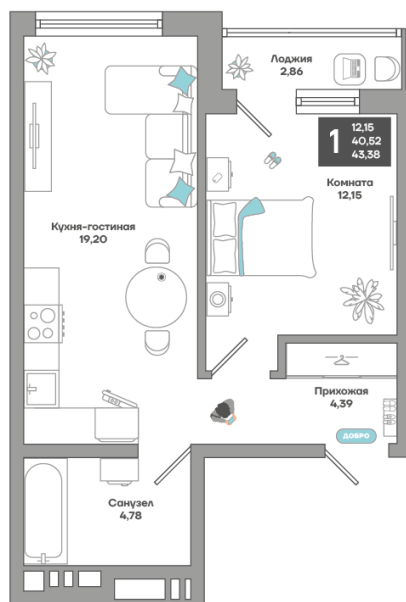 Лоджия
2,86
1
12,15
40,52
43,38
Комната
12,15
Кухня-гостиная
19,20
Прихожая
4,39
ДОБРО
Санузел
4,78